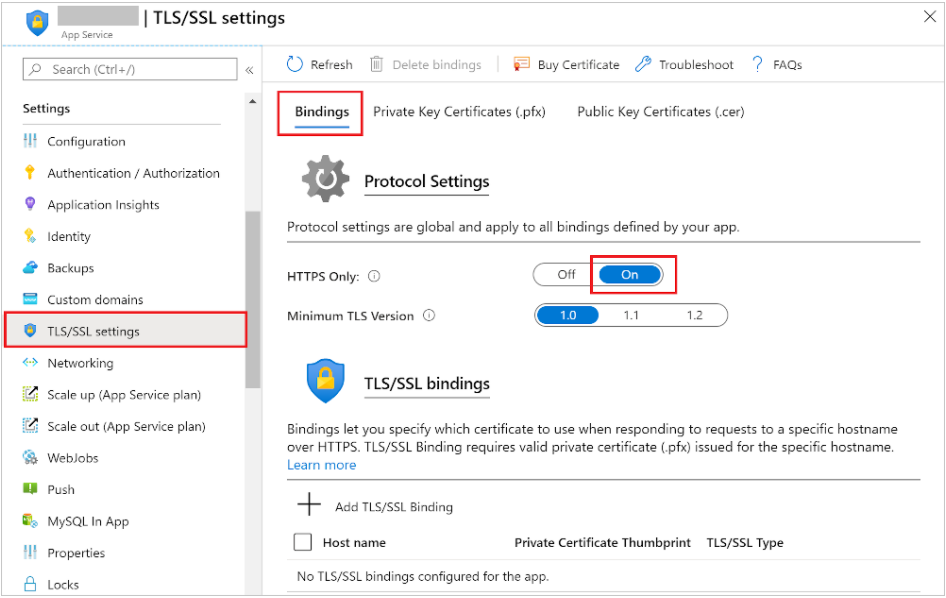 | TLS/SSL settings
App Service
Search (Ctrl+/)
Settings
Configuration
Authentication / Authorization
Application Insights
Identity
Backups
Custom domains
TLS/SSL settings
Networking
Scale up (App Service plan)
Scale out (App Service plan)
WebJobs
Push
MySQL In App
Properties
Locks
Refresh
Delete bindings
Buy Certificate
Troubleshoot
? FAQs
Bindings
Private Key Certificates (.pfx)
Public Key Certificates (.cer)
Protocol Settings
Protocol settings are global and apply to all bindings defined by your app.
HTTPS Only:
Off On
Minimum TLS Version
1.0 1.1 1.2
TLS/SSL bindings
Bindings let you specify which certificate to use when responding to requests to a specific hostname
over HTTPS. TLS/SSL Binding requires valid private certificate (.pfx) issued for the specific hostname.
Learn more
Add TLS/SSL Binding
Host name Private Certificate Thumbprint TLS/SSL Type
No TLS/SSL bindings configured for the app.